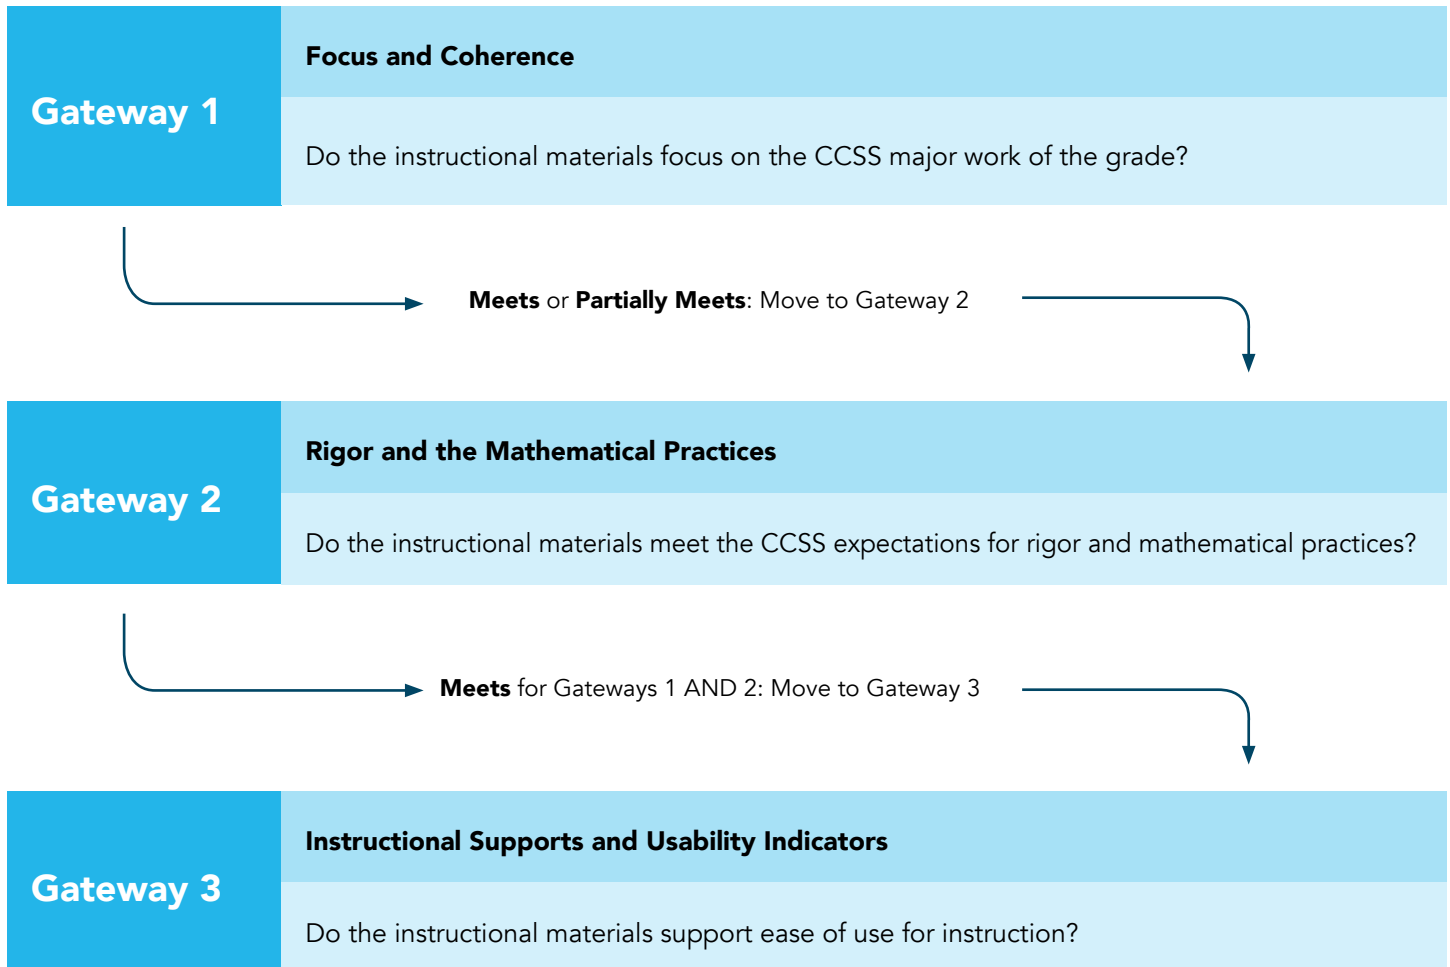 Gateway 1
Focus and Coherence
Do the instructional materials focus on the CCSS major work of the grade?
Meets or Partially Meets: Move to Gateway 2
Gateway 2
Rigor and the Mathematical Practices
Do the instructional materials meet the CCSS expectations for rigor and mathematical practices?
Meets for Gateways 1 AND 2: Move to Gateway 3
Gateway 3
Instructional Supports and Usability Indicators
Do the instructional materials support ease of use for instruction?